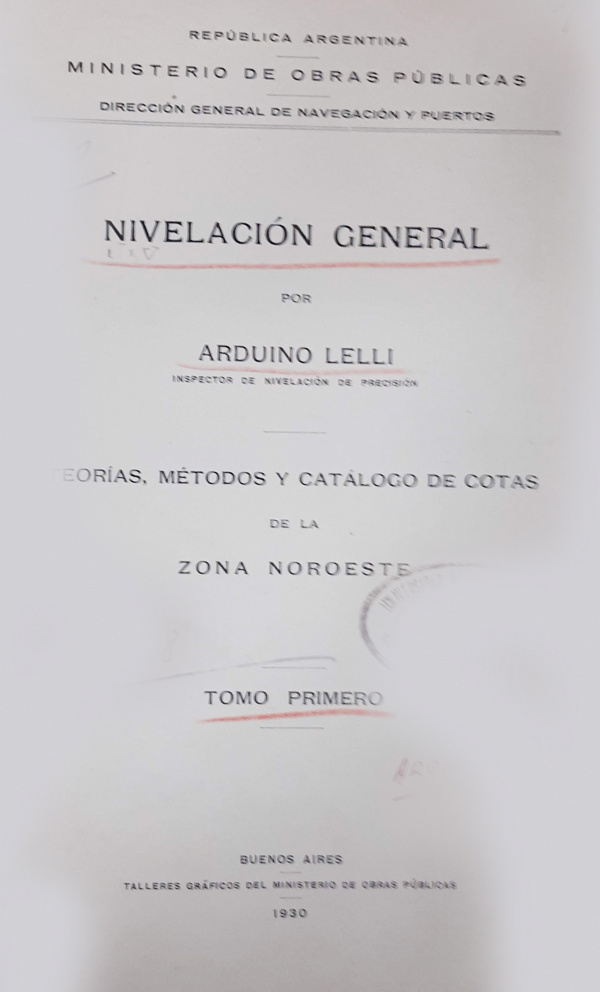 REPÚBLICA ARGENTINA
MINISTERIO DE OBRAS PÚBLICAS
DIRECCIÓN GENERAL DE NAVEGACIÓN Y PUERTOS
NIVELACIÓN GENERAL
POR
ARDUINO LELLI
INSPECTOR DE NIVELACIÓN DE PRECISIÓN
TEORÍAS, MÉTODOS Y CATÁLOGO DE COTAS
DE LA
ZONA NOROESTE
TOMO PRIMERO
BUENOS AIRES
TALLERES GRÁFICOS DEL MINISTERIO DE OBRAS PÚBLICAS
1930